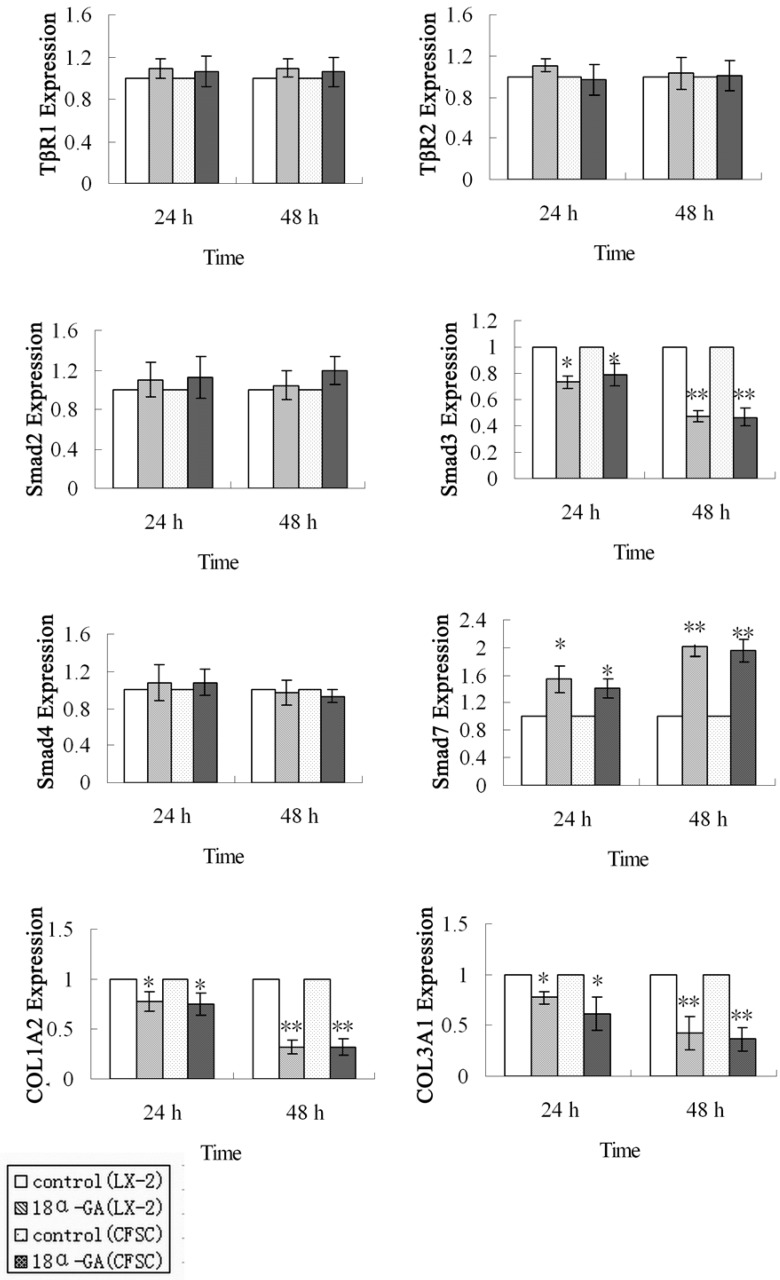 TβR1 Expression
1.6
1.2
0.8
0.4
0
24 h
48 h
Time
TβR2 Expression
1.6
1.2
0.8
0.4
0
24 h
48 h
Time
Smad2 Expression
1.6
1.2
0.8
0.4
0
24 h
48 h
Time
Smad3 Expression
1.2
1
0.8
0.6
0.4
0.2
0
* * ** **
24 h
48 h
Time
Smad4 Expression
1.6
1.2
0.8
0.4
0
24 h
48 h
Time
Smad7 Expression
2.4
2
1.6
1.2
0.8
0.4
0
* * ** **
24 h
48 h
Time
COL1A2 Expression
1.5
1
0.5
0
* * ** **
24 h
48 h
Time
COL3A1 Expression
1.5
1
0.5
0
* * ** **
24 h
48 h
Time
control(LX-2)
18α-GA(LX-2)
control(CFSC)
18α-GA(CFSC)